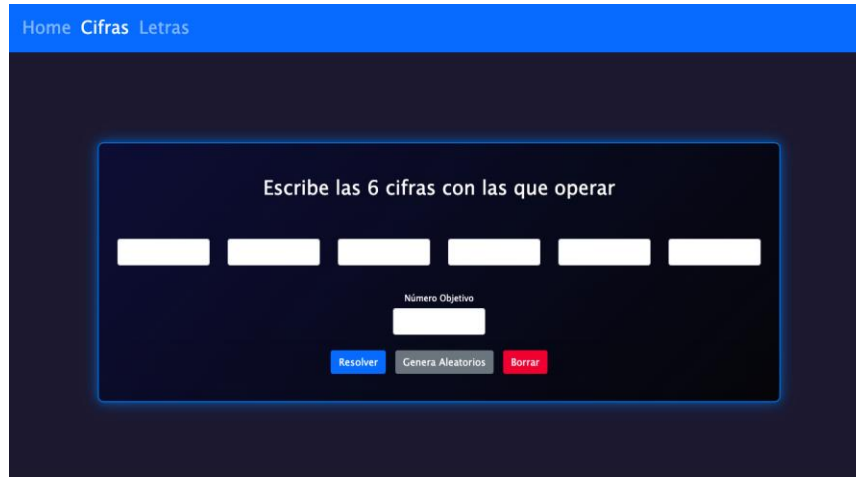 Home Cifras Letras
Escribe las 6 cifras con las que operar
Número Objetivo
Resolver Genera Aleatorios Borrar